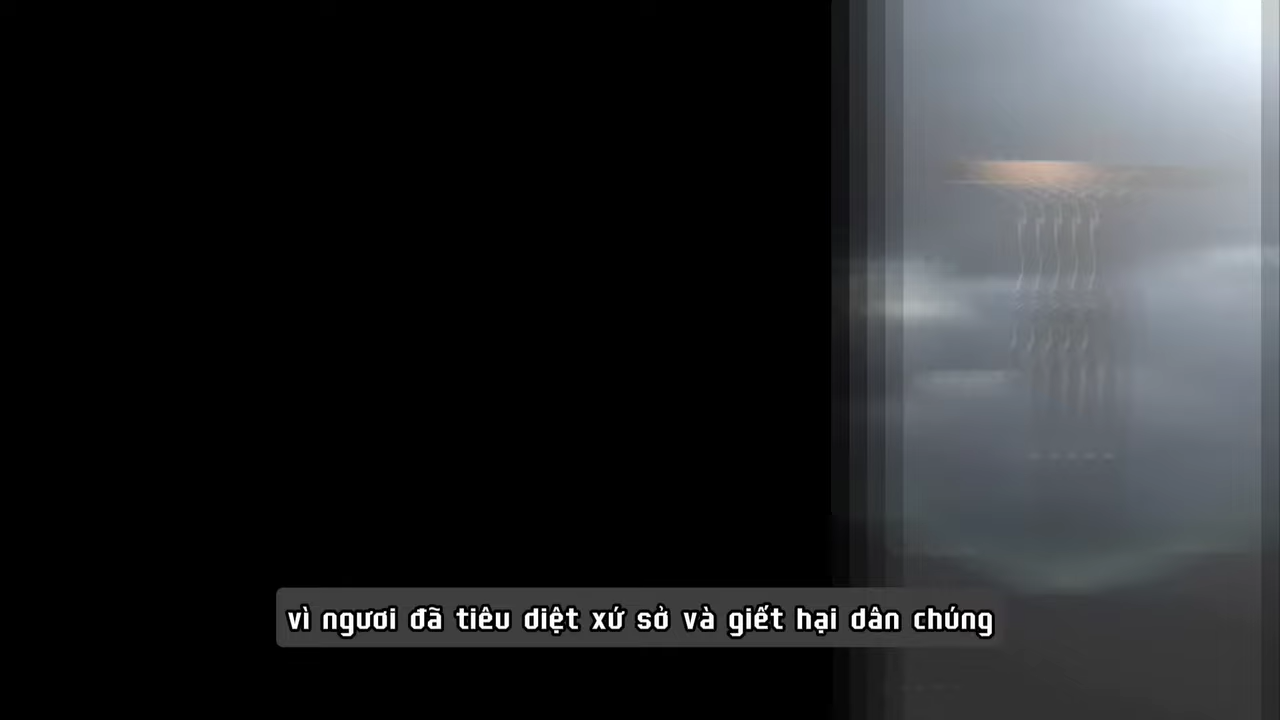 vì ngươi đã tiêu diệt xứ sở và giết hại dân chúng